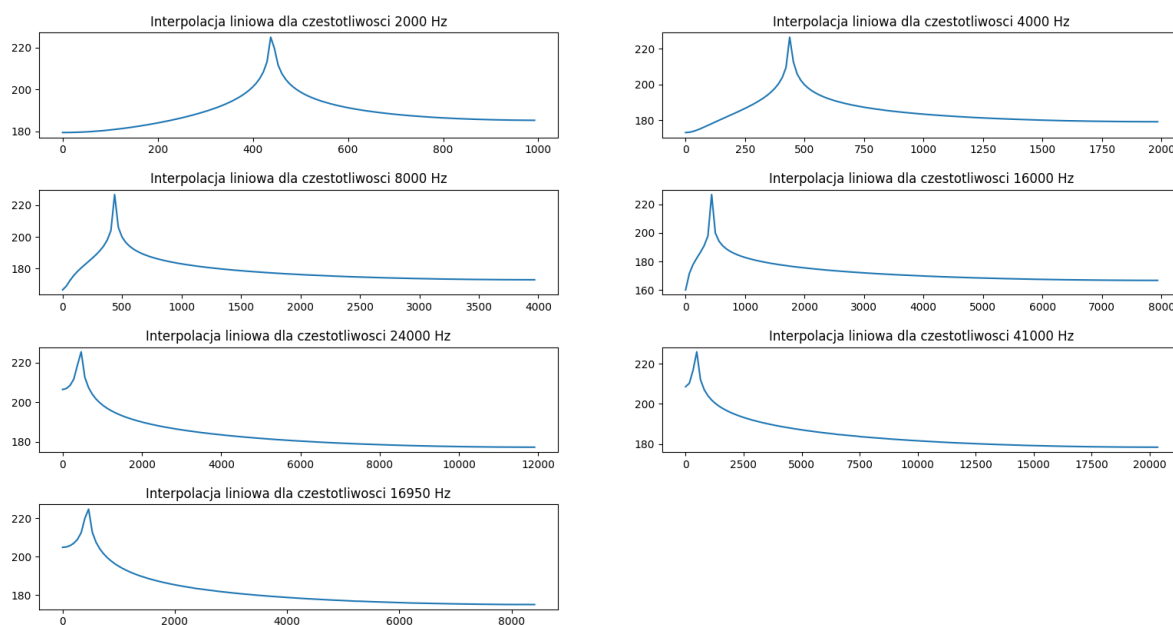 Interpolacja liniowa dla czestotliwosci 2000 Hz
220
200
180
0 200 400 600 800 1000
Interpolacja liniowa dla czestotliwosci 4000 Hz
220
200
180
0 250 500 750 1000 1250 1500 1750 2000
Interpolacja liniowa dla czestotliwosci 8000 Hz
220
200
180
0 500 1000 1500 2000 2500 3000 3500 4000
Interpolacja liniowa dla czestotliwosci 16000 Hz
220
200
180
160
0 1000 2000 3000 4000 5000 6000 7000 8000
Interpolacja liniowa dla czestotliwosci 24000 Hz
220
200
180
0 2000 4000 6000 8000 10000 12000
Interpolacja liniowa dla czestotliwosci 41000 Hz
220
200
180
0 2500 5000 7500 10000 12500 15000 17500 20000
Interpolacja liniowa dla czestotliwosci 16950 Hz
220
200
180
0 2000 4000 6000 8000